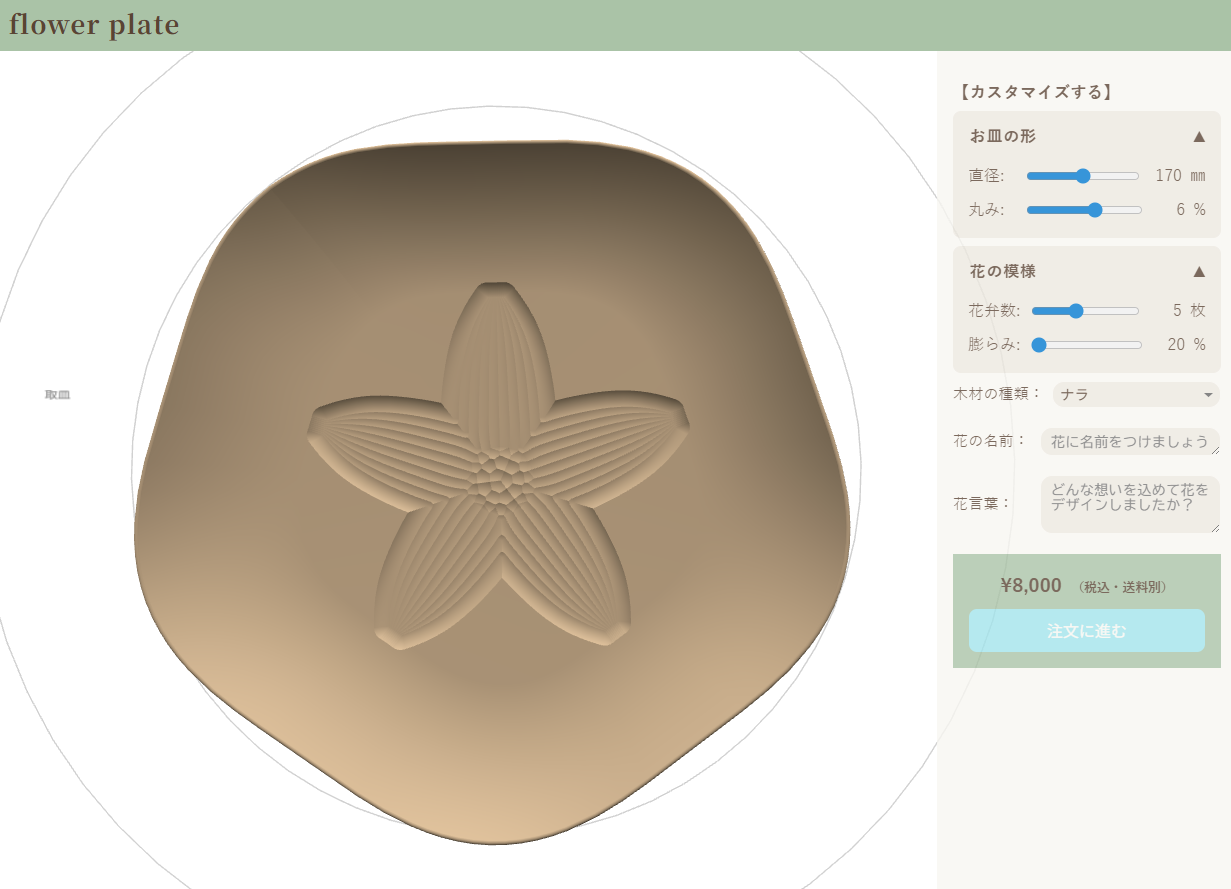 flower plate
【カスタマイズする】
お皿の形 ▲
直径: 170 mm
丸み: 6 %
花の模様 ▲
花弁数: 5 枚
膨らみ: 20 %
取皿
木材の種類： ナラ
花の名前： 花に名前をつけましょう
花言葉： どんな想いを込めて花を
デザインしましたか？
¥8,000 （税込・送料別）
注文に進む